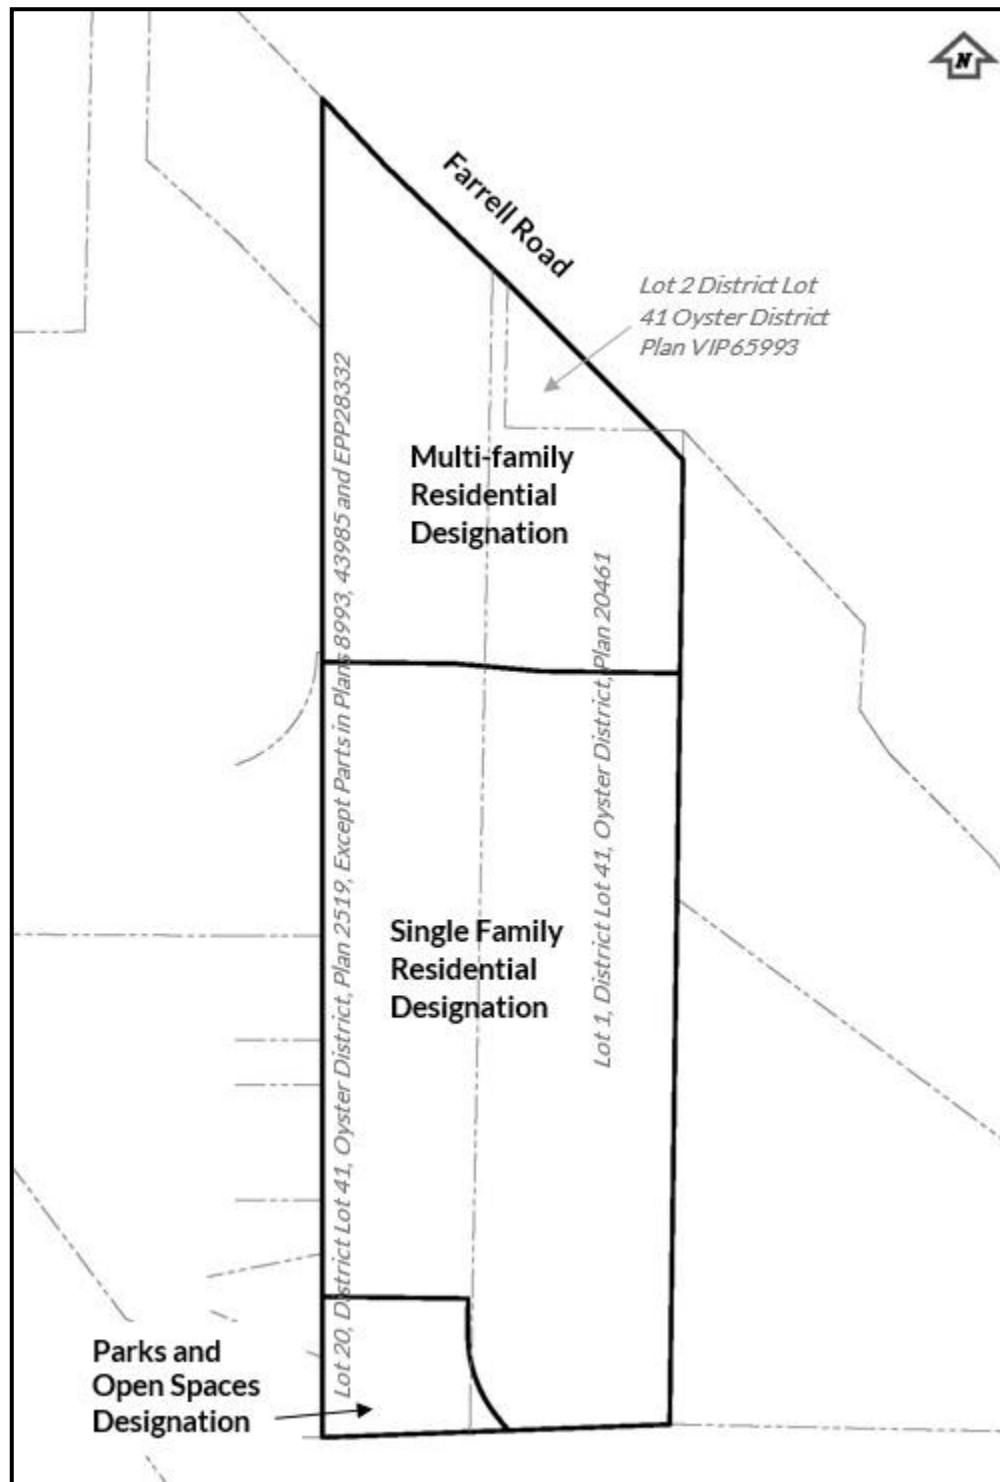 N
Farrell Road
Lot 2 District Lot
41 Oyster District
Plan VIP65993
Lot 20, District Lot 41, Oyster District, Plan 2519, Except Parts in Plans 8993, 43985 and EPP28332
Multi-family
Residential
Designation
Lot 1, District Lot 41, Oyster District, Plan 20461
Single Family
Residential
Designation
Parks and
Open Spaces
Designation